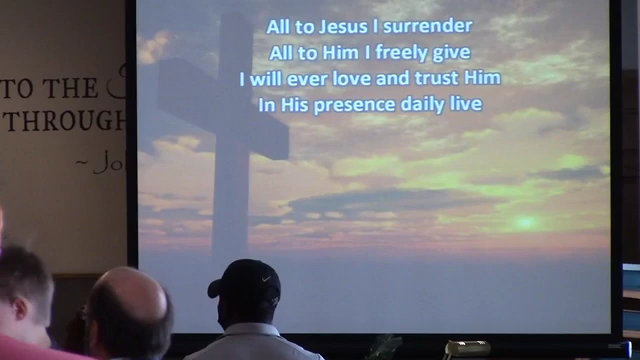 All to Jesus I surrender
All to Him I freely give
I will ever love and trust Him
In His presence daily live
TO THE
THROUGH
~Jo